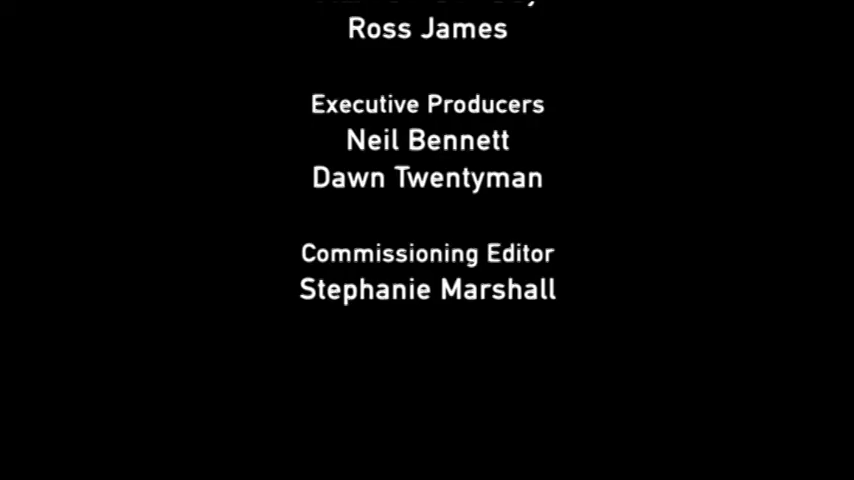 Ross James
Executive Producers
Neil Bennett
Dawn Twentyman
Commissioning Editor
Stephanie Marshall